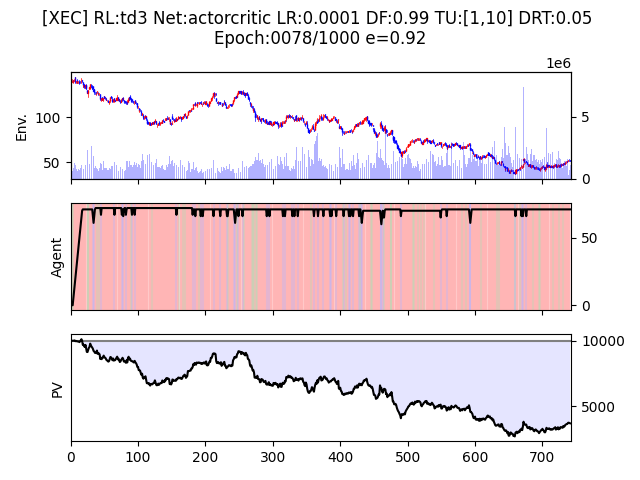 [XEC] RL:td3 Net:actorcritic LR:0.0001 DF:0.99 TU:[1,10] DRT:0.05
Epoch:0078/1000 e=0.92
1e6
Env.
100
50
5
0
Agent
50
0
PV
10000
5000
0 100 200 300 400 500 600 700